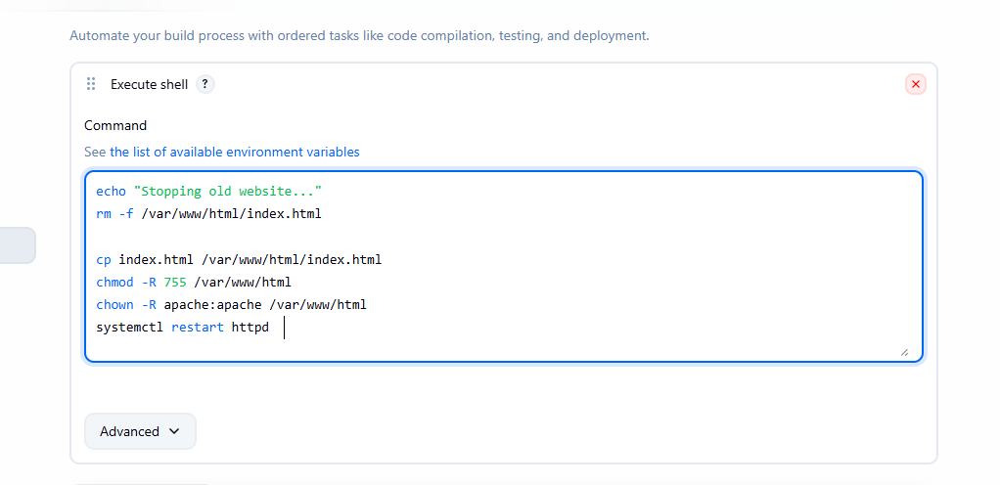 Automate your build process with ordered tasks like code compilation, testing, and deployment.
Execute shell ?
Command
See the list of available environment variables
echo "Stopping old website..."
rm -f /var/www/html/index.html
cp index.html /var/www/html/index.html
chmod -R 755 /var/www/html
chown -R apache:apache /var/www/html
systemctl restart httpd
Advanced